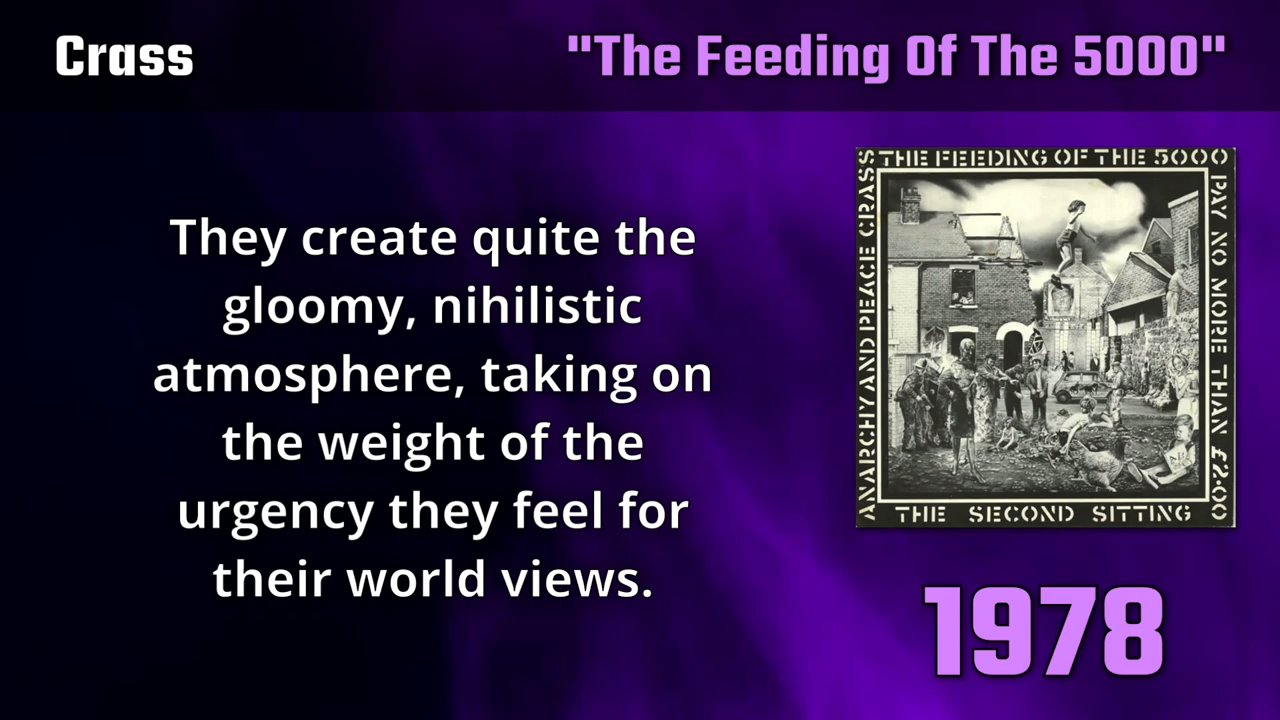 Crass
"The Feeding Of The 5000"
They create quite the
gloomy, nihilistic
atmosphere, taking on
the weight of the
urgency they feel for
their world views.
THE FEEDING OF THE 5000
ANARCHY AND PEACE CRASS
PAY NO MORE THAN £2·00
THE SECOND SITTING
1978